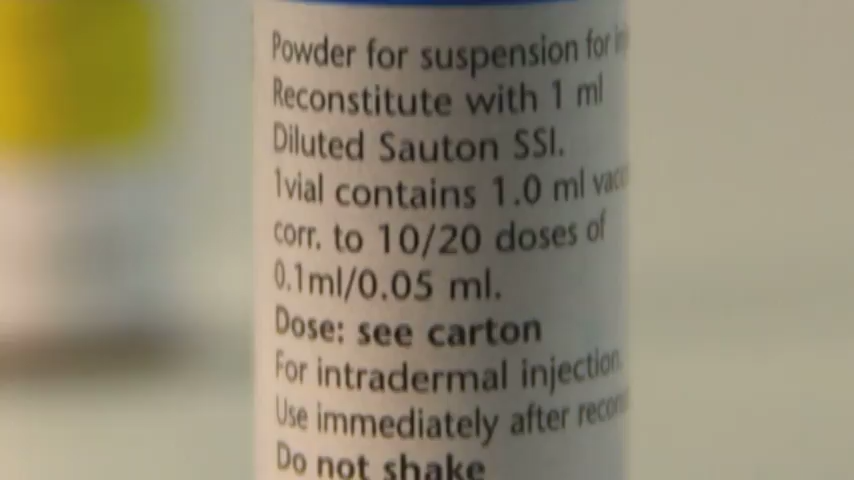 Powder for suspension for
Reconstitute with 1 ml
Diluted Sauton SSI.
1vial contains 1.0 ml
corr. to 10/20 doses of
0.1ml/0.05 ml.
Dose: see carton
For intradermal injection.
Use immediately after
Do not shake